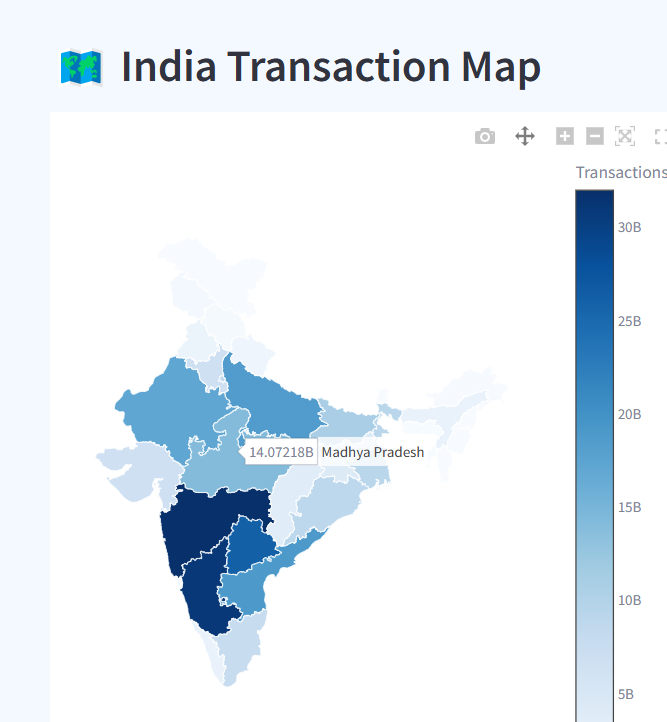 India Transaction Map
Transactions
30B
25B
20B
14.07218B Madhya Pradesh
15B
10B
5B